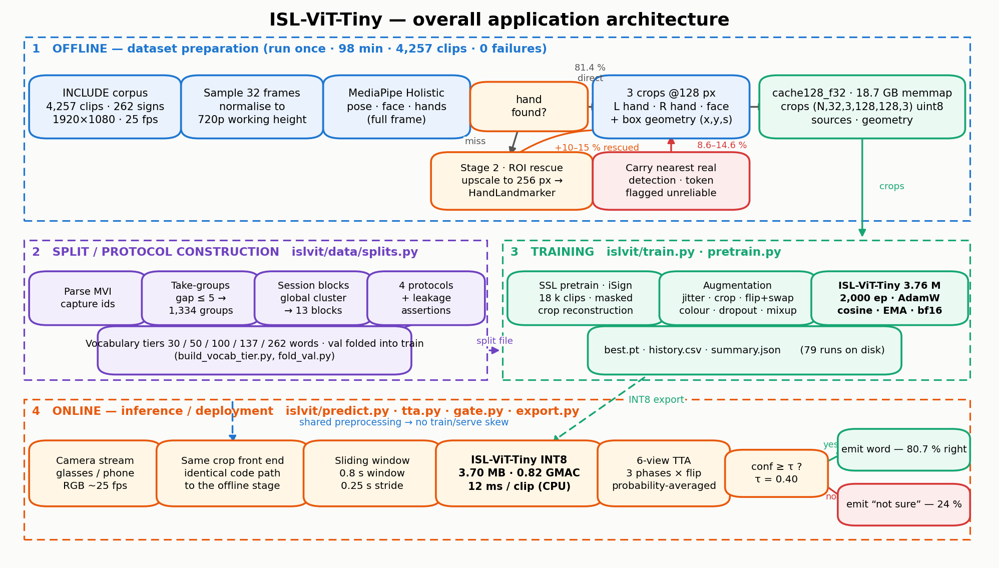 ISL-ViT-Tiny — overall application architecture
1 OFFLINE — dataset preparation (run once · 98 min · 4,257 clips · 0 failures)
INCLUDE corpus
4,257 clips · 262 signs
1920×1080 · 25 fps
Sample 32 frames
normalise to
720p working height
MediaPipe Holistic
pose · face · hands
(full frame)
hand
found?
81.4 %
direct
3 crops @128 px
L hand · R hand · face
+ box geometry (x,y,s)
cache128_f32 · 18.7 GB memmap
crops (N,32,3,128,128,3) uint8
sources · geometry
miss
+10–15 % rescued
8.6–14.6 %
Stage 2 · ROI rescue
upscale to 256 px →
HandLandmarker
Carry nearest real
detection · token
flagged unreliable
crops
2 SPLIT / PROTOCOL CONSTRUCTION islvit/data/splits.py
Parse MVI
capture ids
Take-groups
gap ≤ 5 →
1,334 groups
Session blocks
global cluster
→ 13 blocks
4 protocols
+ leakage
assertions
Vocabulary tiers 30 / 50 / 100 / 137 / 262 words · val folded into train
(build_vocab_tier.py, fold_val.py)
split file
3 TRAINING islvit/train.py · pretrain.py
SSL pretrain · iSign
18 k clips · masked
crop reconstruction
Augmentation
jitter · crop · flip+swap
colour · dropout · mixup
ISL-ViT-Tiny 3.76 M
2,000 ep · AdamW
cosine · EMA · bf16
best.pt · history.csv · summary.json (79 runs on disk)
INT8 export
4 ONLINE — inference / deployment islvit/predict.py · tta.py · gate.py · export.py
shared preprocessing → no train/serve skew
Camera stream
glasses / phone
RGB ~25 fps
Same crop front end
identical code path
to the offline stage
Sliding window
0.8 s window
0.25 s stride
ISL-ViT-Tiny INT8
3.70 MB · 0.82 GMAC
12 ms / clip (CPU)
6-view TTA
3 phases × flip
probability-averaged
conf ≥ τ ?
τ = 0.40
yes
emit word — 80.7 % right
no
emit “not sure” — 24 %